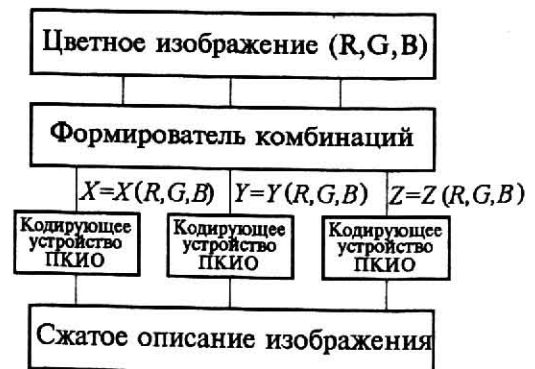 Цветное изображение (R,G,B)
Формирователь комбинаций
X=X(R,G,B) Y=Y(R,G,B) Z=Z(R,G,B)
Кодирующее устройство ПКИО
Кодирующее устройство ПКИО
Кодирующее устройство ПКИО
Сжатое описание изображения